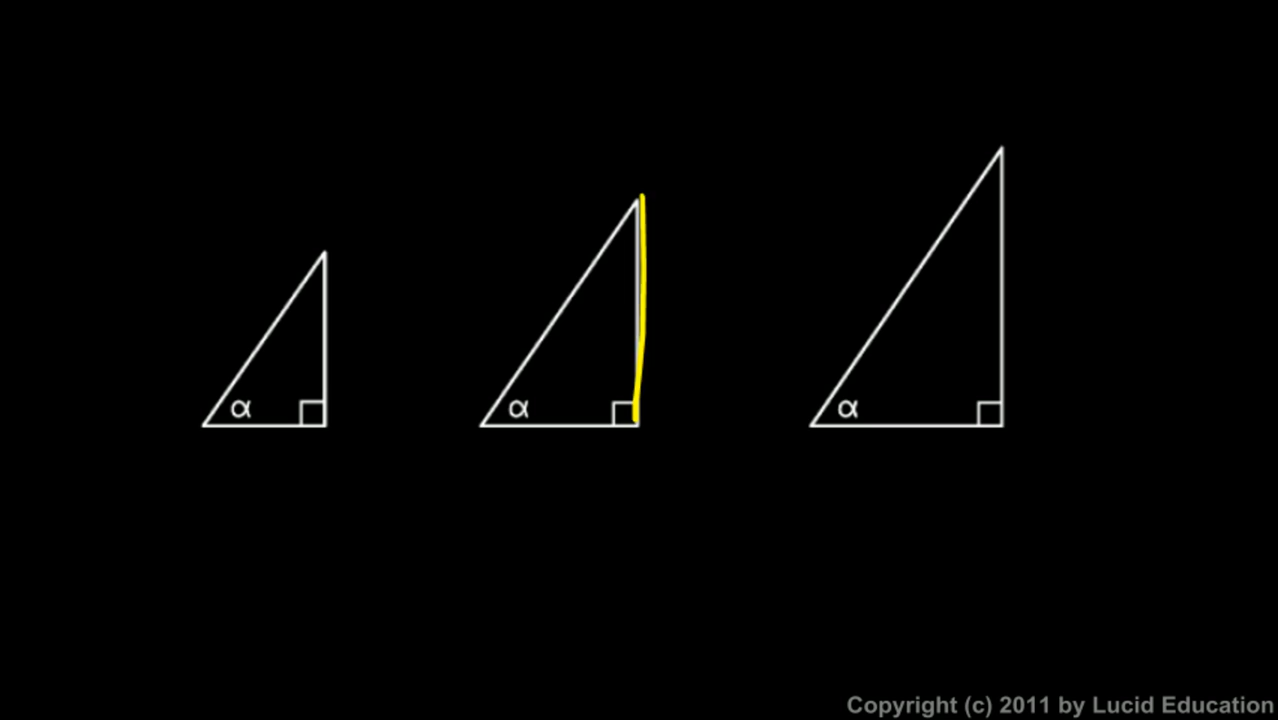 α α α
Copyright (c) 2011 by Lucid Education